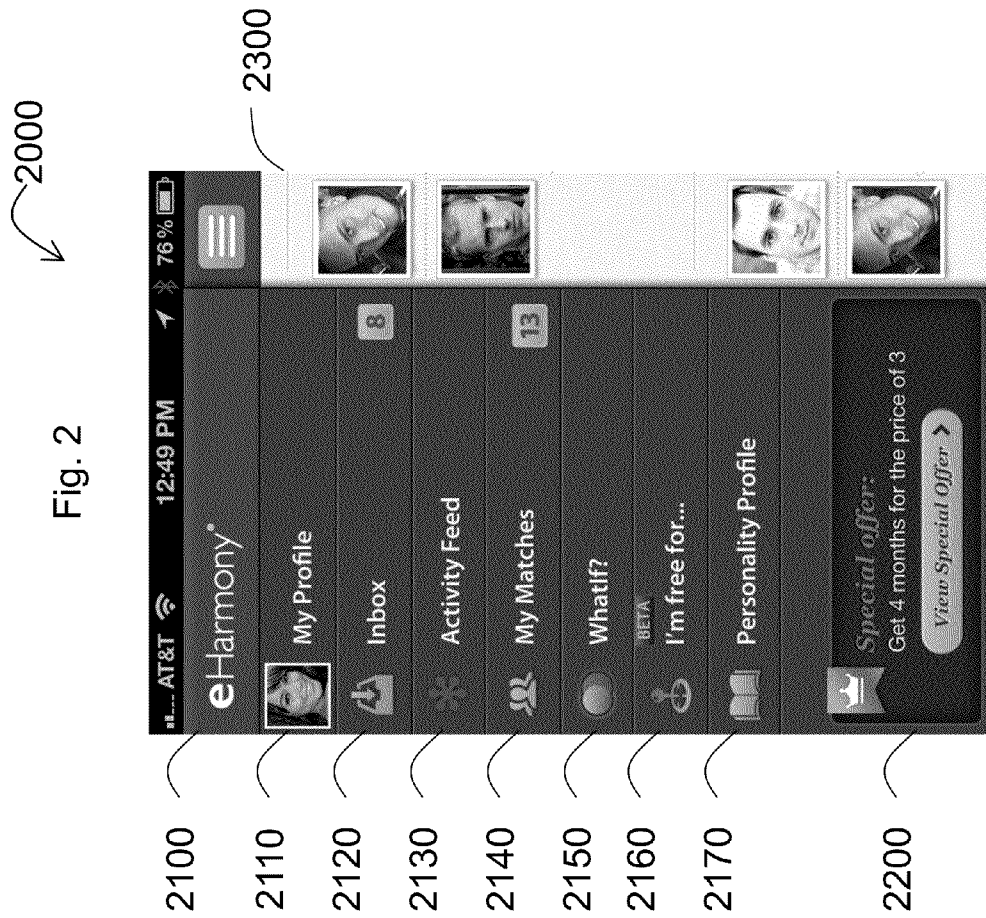 Fig. 2
2000
AT&T 12:49 PM 76%
2100
eHarmony®
2300
2110
My Profile
2120
Inbox 8
2130
Activity Feed
2140
My Matches 13
2150
WhatIf?
2160
BETA
I'm free for...
2170
Personality Profile
2200
Special offer:
Get 4 months for the price of 3
View Special Offer >